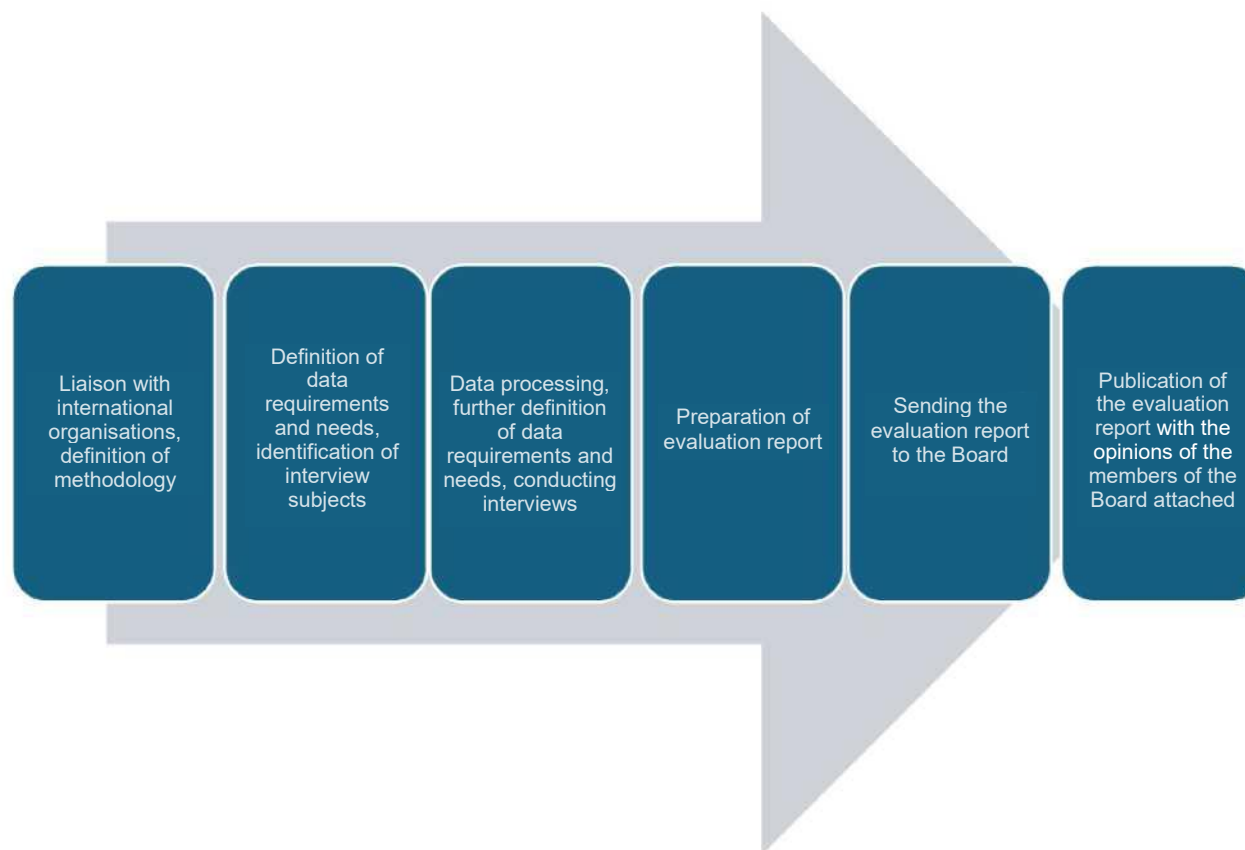 Liaison with
international
organisations,
definition of
methodology
Definition of
data
requirements
and needs,
identification of
interview
subjects
Data processing,
further definition
of data
requirements and
needs, conducting
interviews
Preparation of
evaluation report
Sending the
evaluation report
to the Board
Publication of
the evaluation
report with the
opinions of the
members of the
Board attached